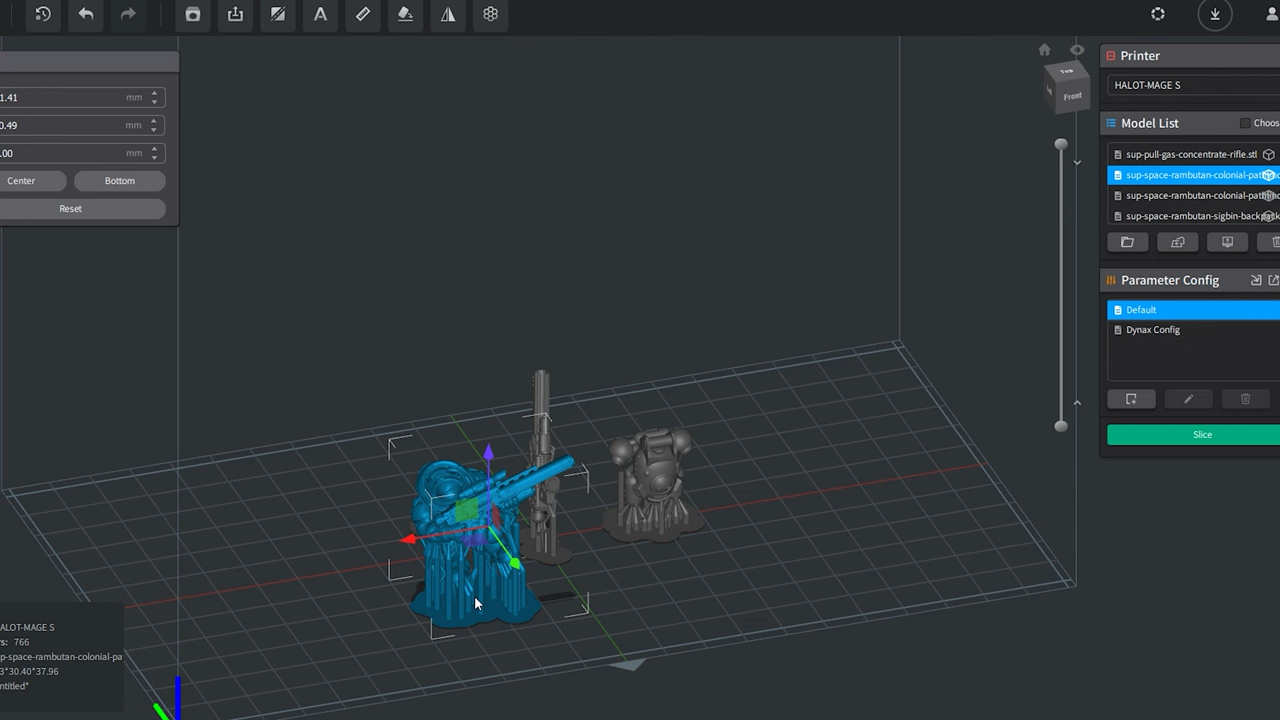 Printer
HALOT-MAGE S
Model List
Choos
sup-pull-gas-concentrate-rifle.stl
sup-space-rambutan-colonial-path
sup-space-rambutan-colonial-path
sup-space-rambutan-sigbin-backpack
Parameter Config
Default
Dynax Config
Slice
Top
Front
1.41 mm
0.49 mm
.00 mm
Center Bottom
Reset
ALOT-MAGE S
rs: 766
p-space-rambutan-colonial-pa
3*30.40*37.96
ntitled*